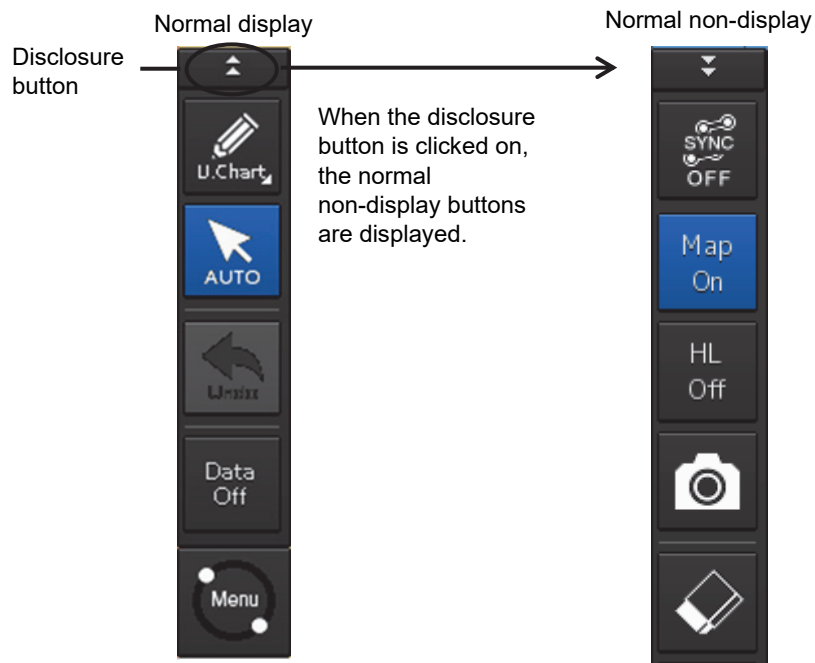 Normal display
Normal non-display
Disclosure
button
When the disclosure
button is clicked on,
the normal
non-display buttons
are displayed.
U.Chart
AUTO
Data
Off
Menu
SYNC
OFF
Map
On
HL
Off